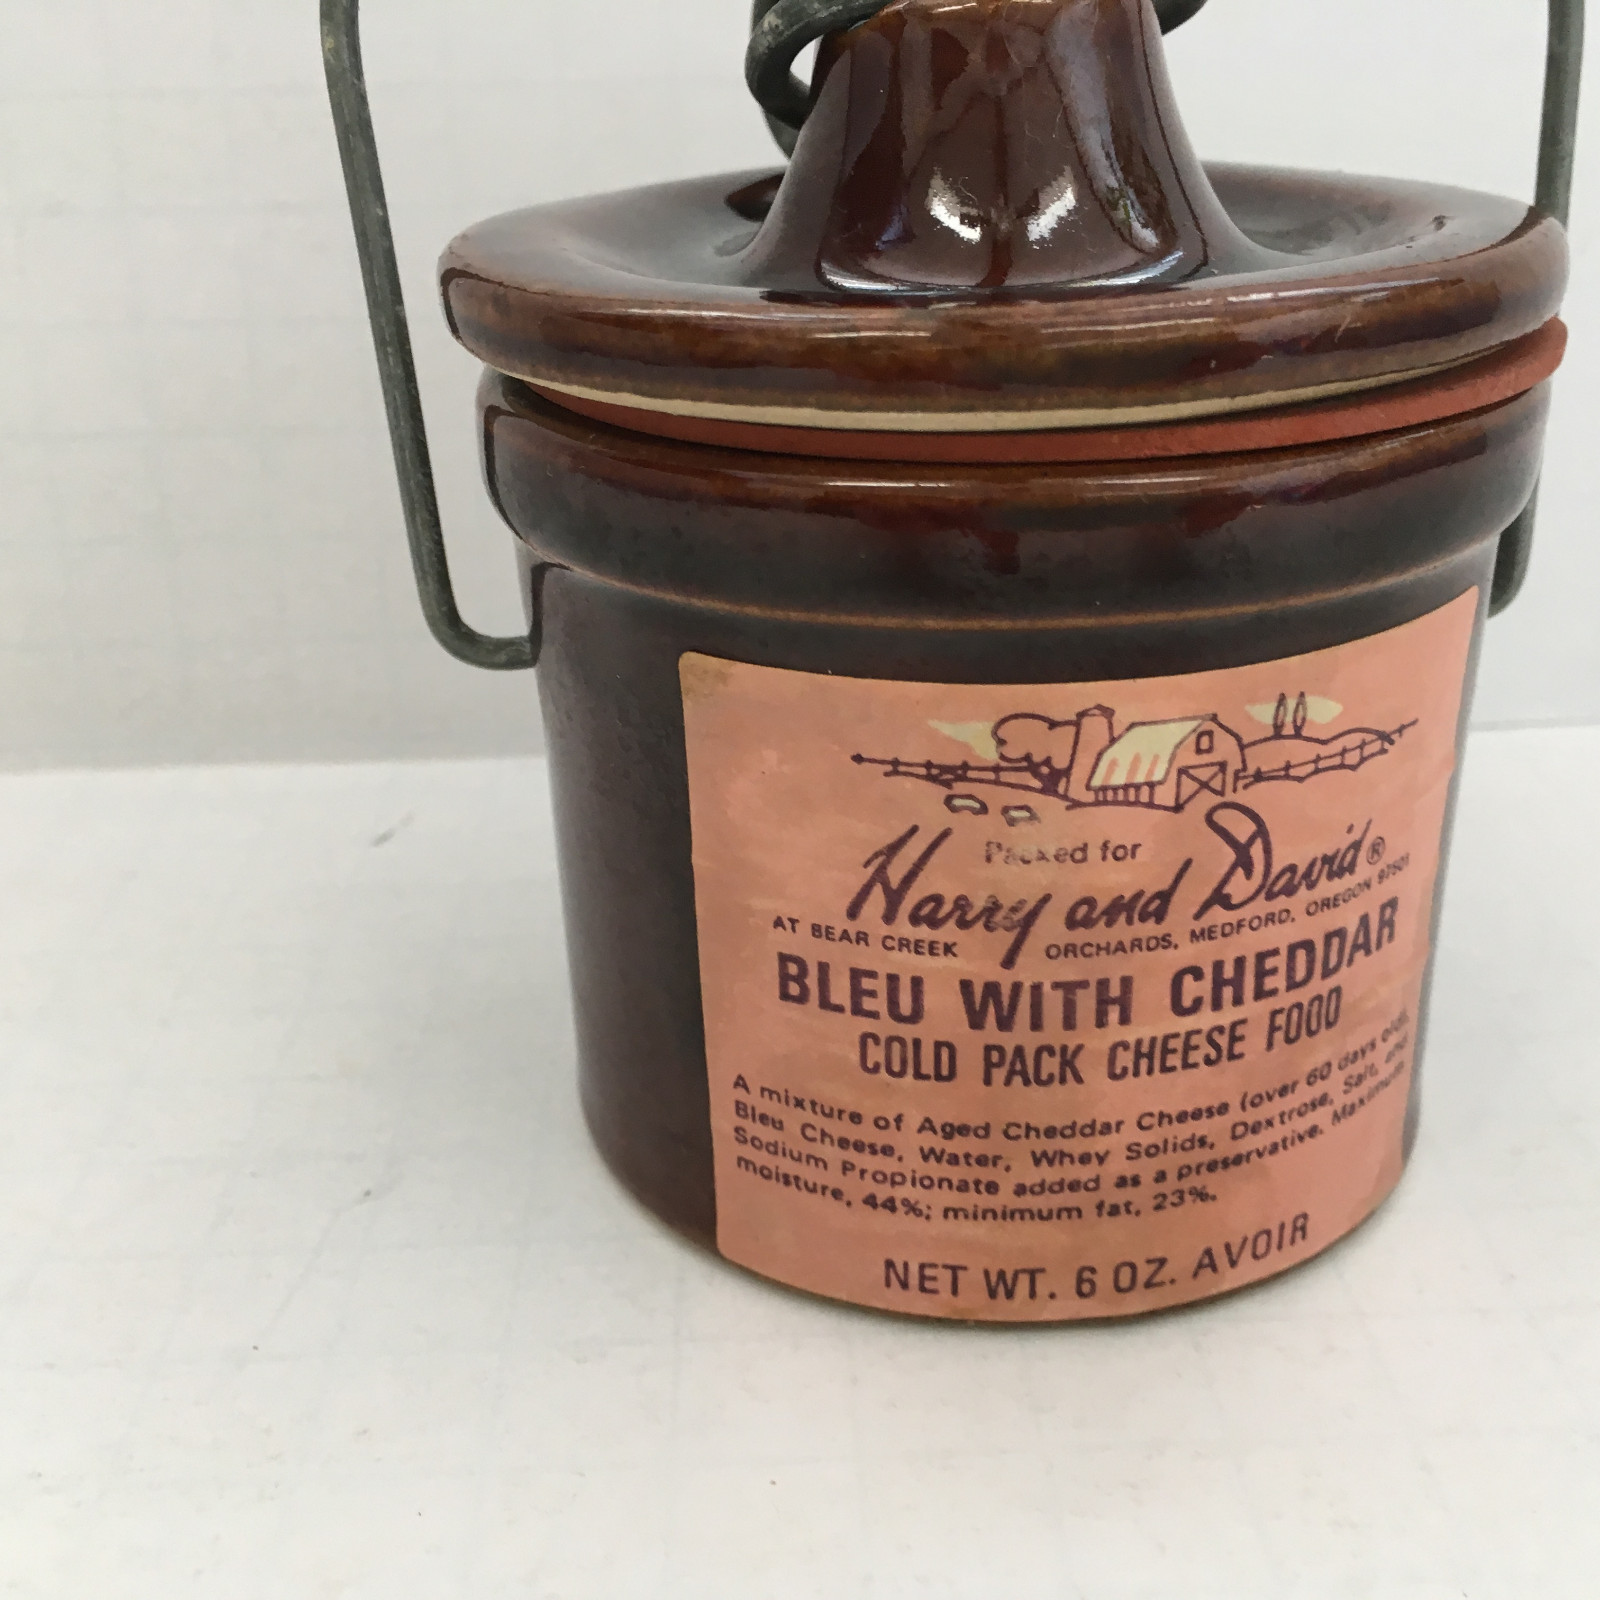 Packed for
Harry and David®
AT BEAR CREEK ORCHARDS, MEDFORD, OREGON 97501
BLEU WITH CHEDDAR
COLD PACK CHEESE FOOD
A mixture of Aged Cheddar Cheese (over 60 days old),
Bleu Cheese, Water, Whey Solids, Dextrose, Salt, and
Sodium Propionate added as a preservative. Maximum
moisture, 44%; minimum fat, 23%.
NET WT. 6 OZ. AVOIR